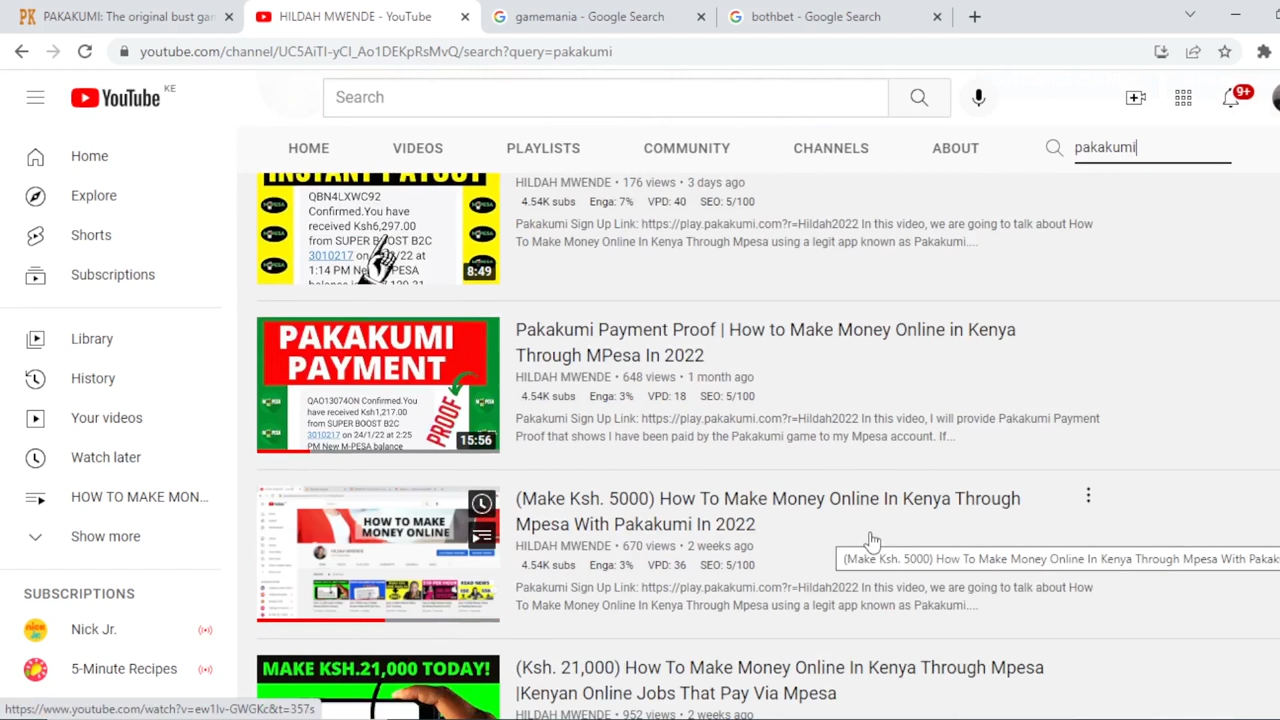 PAKAKUMI: The original bust gam
HILDAH MWENDE - YouTube
gamemania - Google Search
bothbet - Google Search
youtube.com/channel/UC5AiTI-yCI_Ao1DEKpRsMvQ/search?query=pakakumi
YouTube KE
Search
9+
HOME
VIDEOS
PLAYLISTS
COMMUNITY
CHANNELS
ABOUT
pakakumi
Home
Explore
Shorts
Subscriptions
Library
History
Your videos
Watch later
HOW TO MAKE MON...
Show more
SUBSCRIPTIONS
Nick Jr.
5-Minute Recipes
INSTANT PAYOUT
QBN4LXWC92
Confirmed.You have
received Ksh6,297.00
from SUPER BOOST B2C
3010217 on
1:14 PM
8:49
HILDAH MWENDE • 176 views • 3 days ago
4.54K subs Enga: 7% VPD: 40 SEO: 5/100
Pakakumi Sign Up Link: https://play.pakakumi.com?r=Hildah2022 In this video, we are going to talk about How
To Make Money Online In Kenya Through Mpesa using a legit app known as Pakakumi....
PAKAKUMI
PAYMENT
PROOF
QAO13074ON Confirmed.You
have received Ksh1,217.00
from SUPER BOOST B2C
3010217 on 24/1/22 at 2:25
PM New M-PESA balance
15:56
Pakakumi Payment Proof | How to Make Money Online in Kenya
Through MPesa In 2022
HILDAH MWENDE • 648 views • 1 month ago
4.54K subs Enga: 3% VPD: 18 SEO: 5/100
Pakakumi Sign Up Link: https://play.pakakumi.com?r=Hildah2022 In this video, I will provide Pakakumi Payment
Proof that shows I have been paid by the Pakakumi game to my Mpesa account. If...
HOW TO MAKE
MONEY ONLINE
HILDAH MWENDE
(Make Ksh. 5000) How to Make Money Online In Kenya Through
Mpesa With Pakakumi In 2022
HILDAH MWENDE • 670 views • weeks ago
4.54K subs Enga: 3% VPD: 36 SEO: 5/100
(Make Ksh. 5000) How to Make Money Online In Kenya Through Mpesa With Pakak
Pakakumi Sign Up Link: https://play.pakakumi.com?r=Hildah2022 In this video, we are going to talk about How
To Make Money Online In Kenya Through Mpesa using a legit app known as Pakakumi....
MAKE KSH.21,000 TODAY!
(Ksh. 21,000) How To Make Money Online In Kenya Through Mpesa
|Kenyan Online Jobs That Pay Via Mpesa
HILDAH MWENDE • 952 views • 2 weeks ago
https://www.youtube.com/watch?v=ew1lv-GWGKc&t=357s